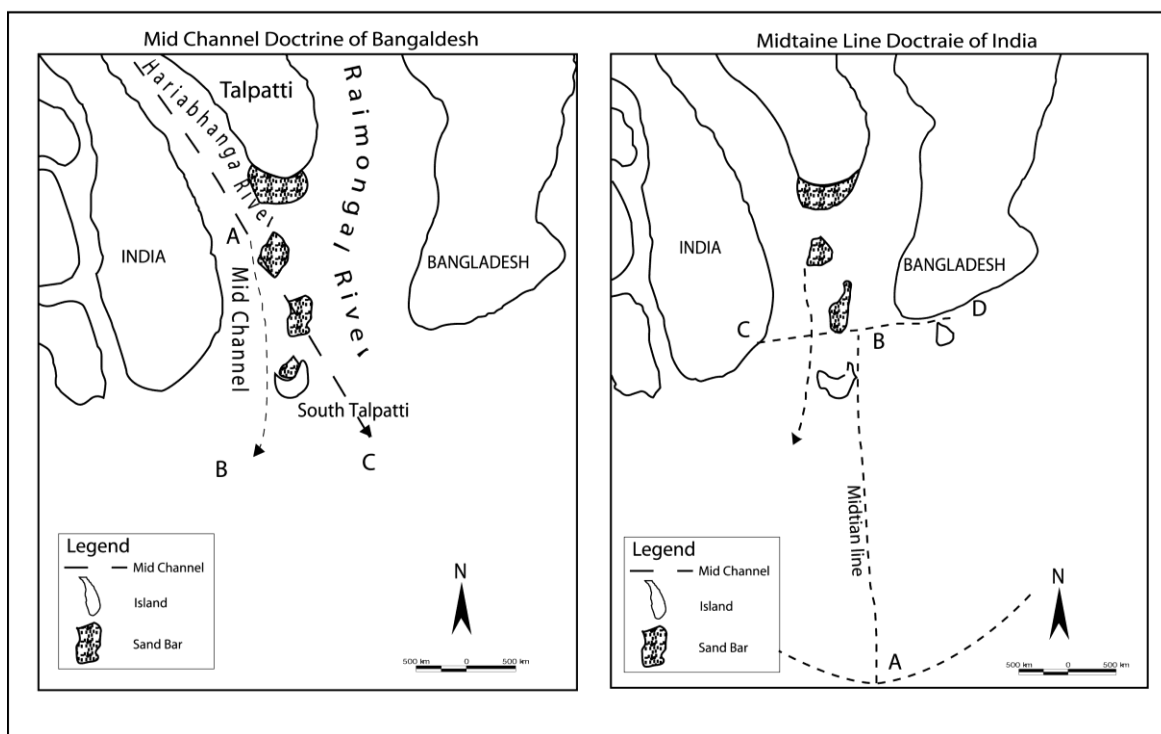 Mid Channel Doctrine of Bangaldesh
Hariabhanga River
Talpatti
Raimongal River
A
INDIA
BANGLADESH
Mid Channel
South Talpatti
B
C
Legend
Mid Channel
Island
Sand Bar
N
500 km 0 500 km
Midtaine Line Doctraie of India
INDIA
BANGLADESH
C
B
D
Midtian line
Legend
Mid Channel
Island
Sand Bar
N
A
500 km 0 500 km